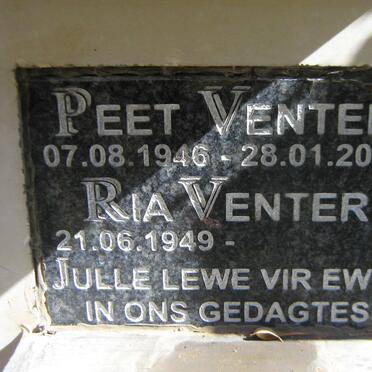 PEET VENTE
07.08.1946 - 28.01.20
RIA VENTER
21.06.1949 -
JULLE LEWE VIR EW
IN ONS GEDAGTES